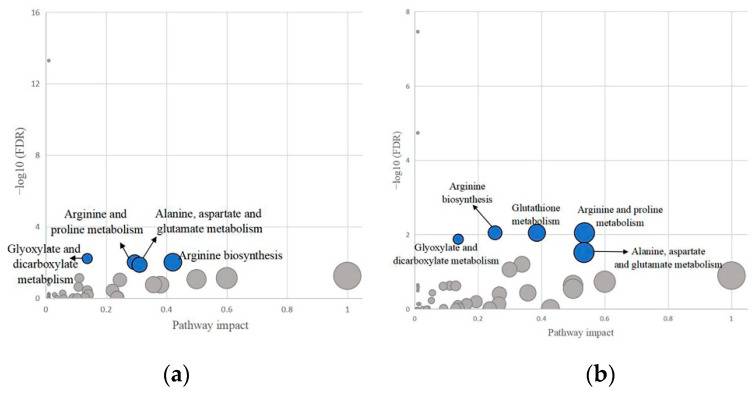 16
12
8
4
0
−log10 (FDR)
Arginine and
proline metabolism
Alanine, aspartate and
glutamate metabolism
Glyoxylate and
dicarboxylate
metabolism
Arginine biosynthesis
0
0.2
0.4
0.6
0.8
1
Pathway impact
(a)
8
6
4
2
0
−log10 (FDR)
Arginine
biosynthesis
Glutathione
metabolism
Arginine and proline
metabolism
Glyoxylate and
dicarboxylate metabolism
Alanine, aspartate
and glutamate metabolism
0
0.2
0.4
0.6
0.8
1
Pathway impact
(b)